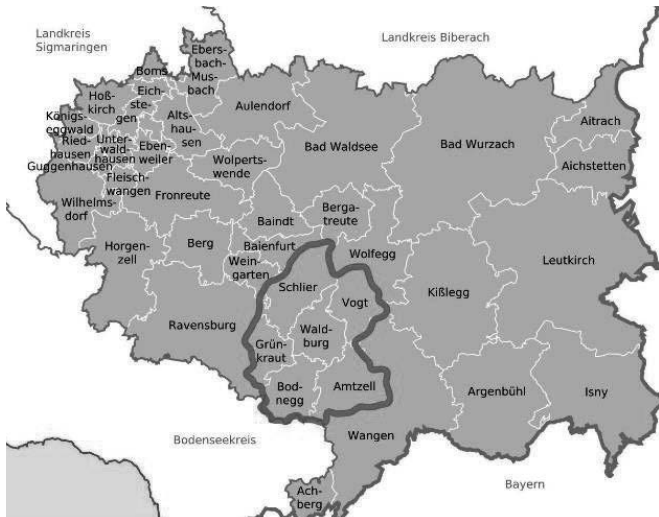 Landkreis
Sigmaringen
Landkreis Biberach
Ebers-
bach-
Mus-
bach
Boms
Hoß-
kirch
Eich-
ste-
gen
Alts-
hau-
sen
Aulendorf
Königs-
eggwald
Ried-
hausen
Unter-
wald-
hausen
Eben-
weiler
Guggenhausen
Fleisch-
wangen
Wolperts-
wende
Bad Waldsee
Bad Wurzach
Aitrach
Aichstetten
Wilhelms-
dorf
Fronreute
Horgen-
zell
Berg
Baindt
Berga-
treute
Baienfurt
Wein-
garten
Wolfegg
Leutkirch
Schlier
Vogt
Kißlegg
Ravensburg
Wald-
burg
Grün-
kraut
Bod-
negg
Amtzell
Argenbühl
Isny
Bodenseekreis
Wangen
Ach-
berg
Bayern